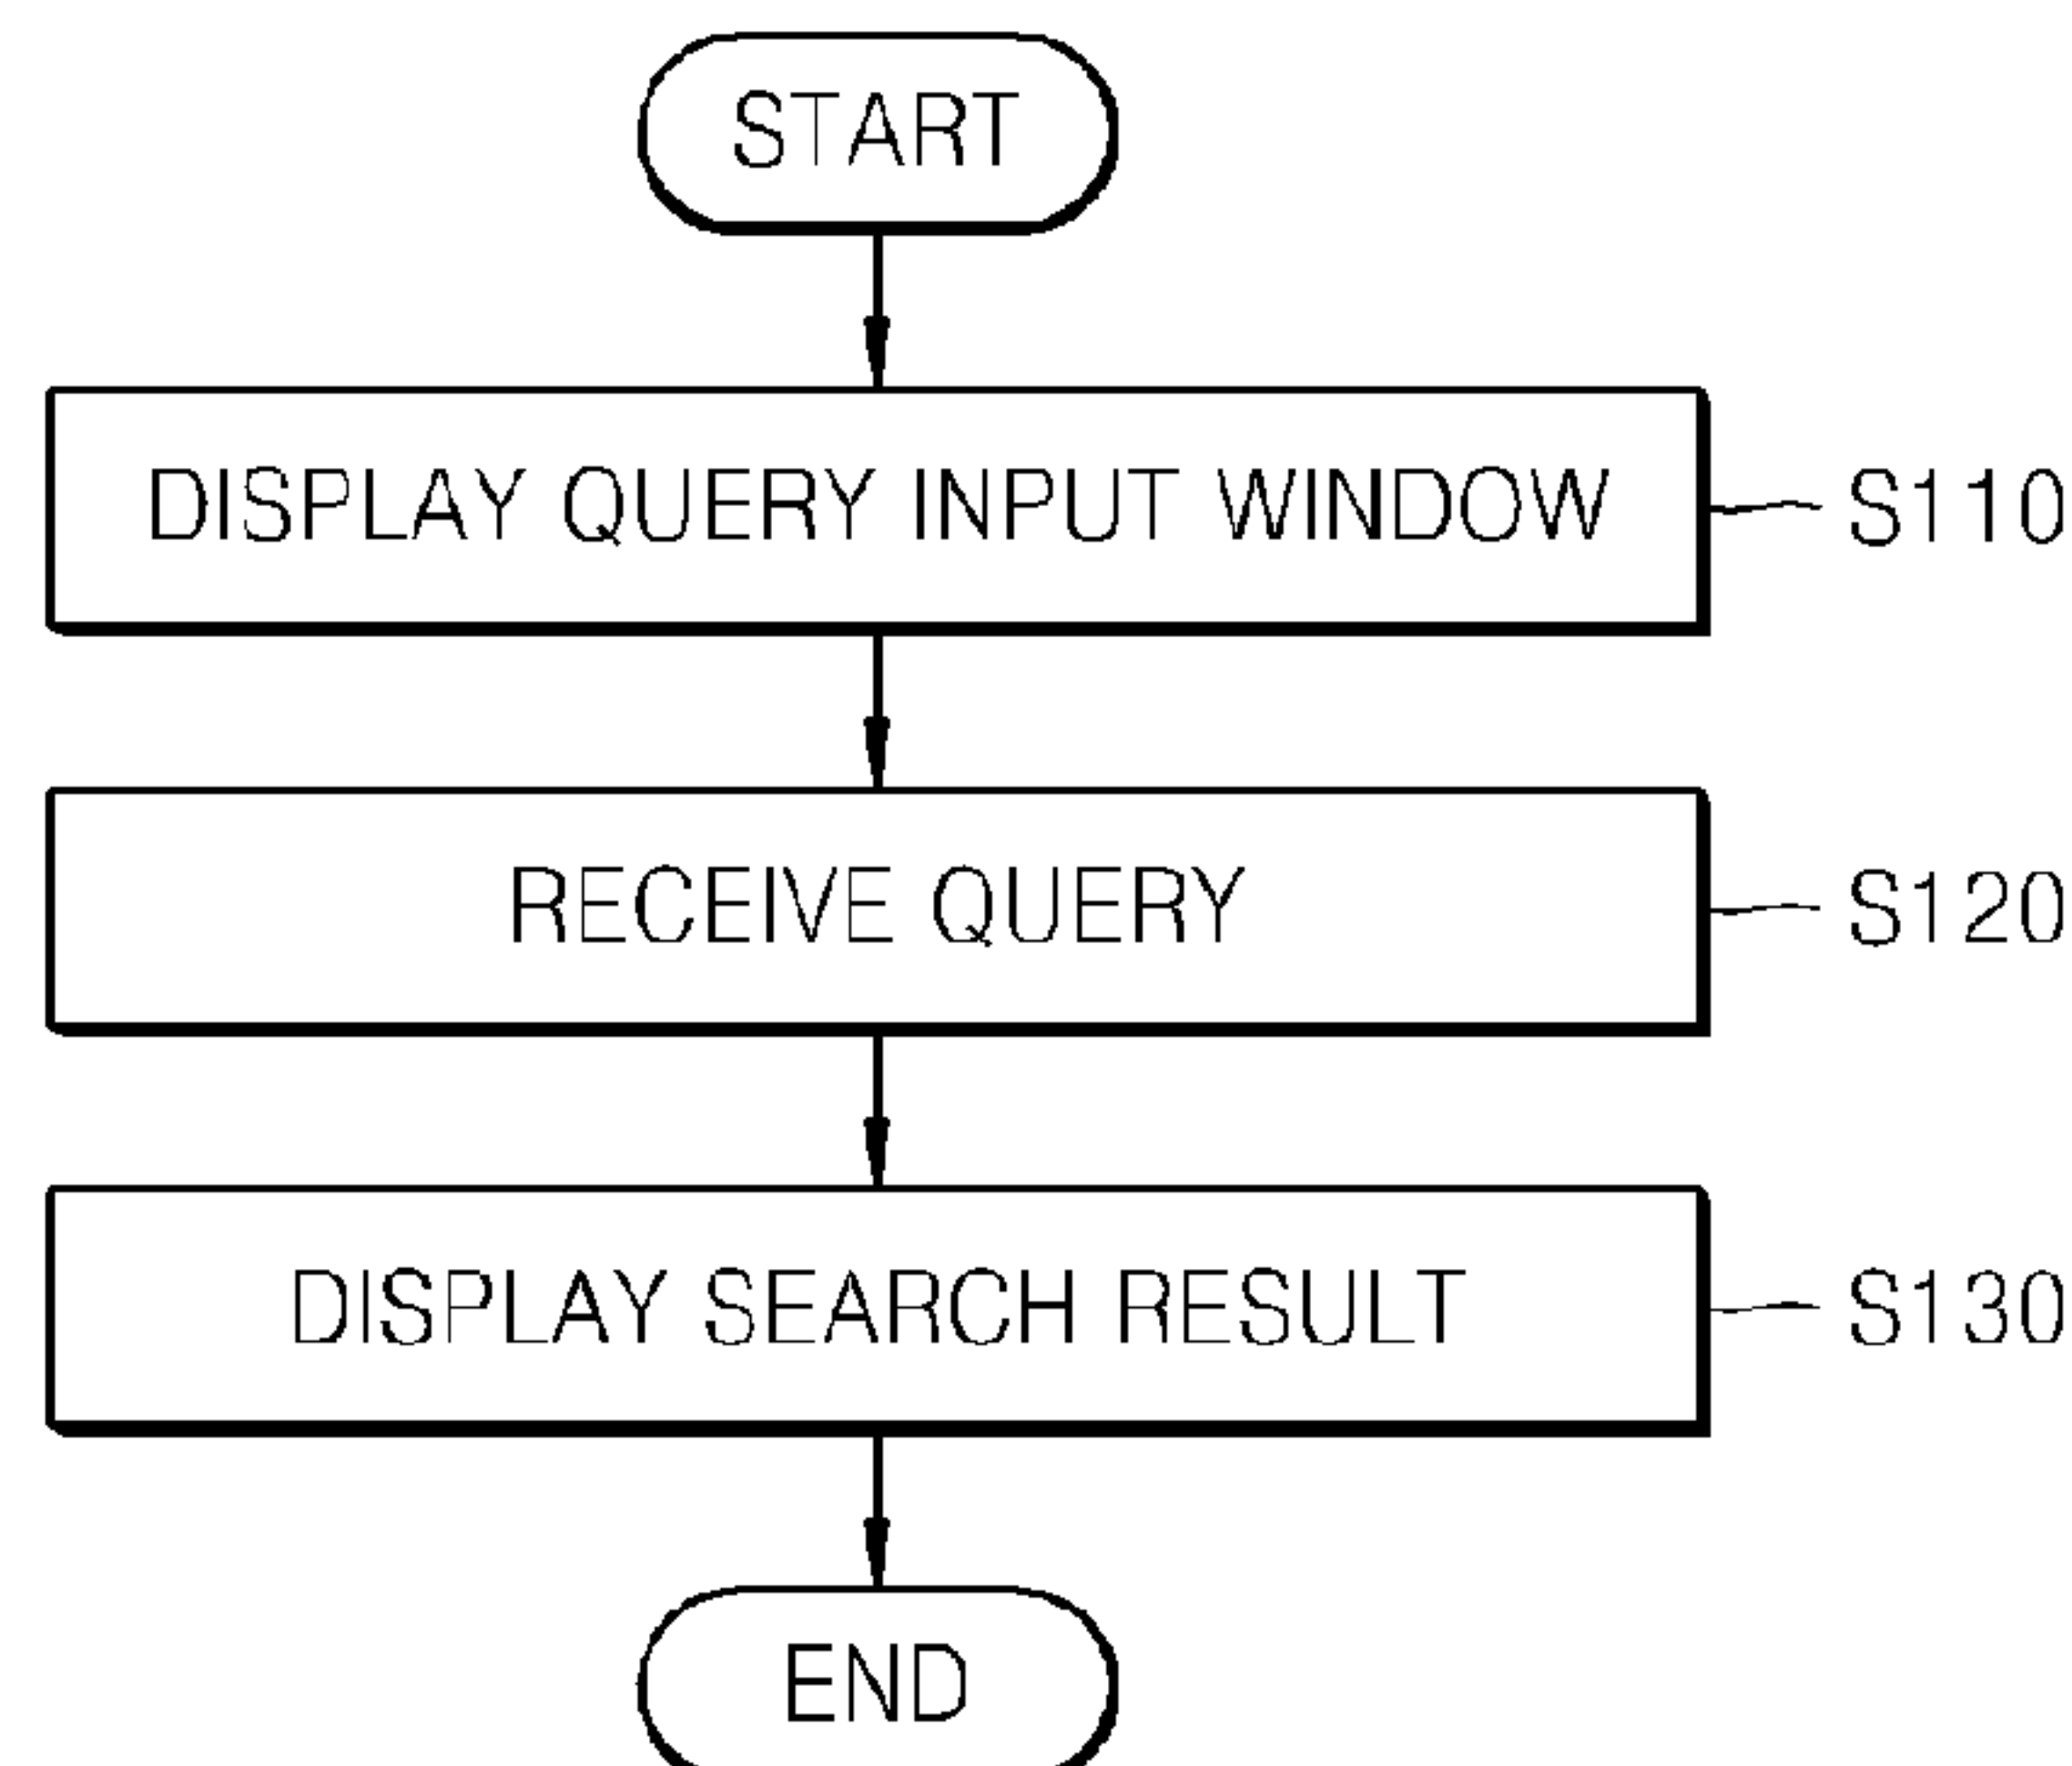 START
DISPLAY QUERY INPUT WINDOW
S110
RECEIVE QUERY
S120
DISPLAY SEARCH RESULT
S130
END